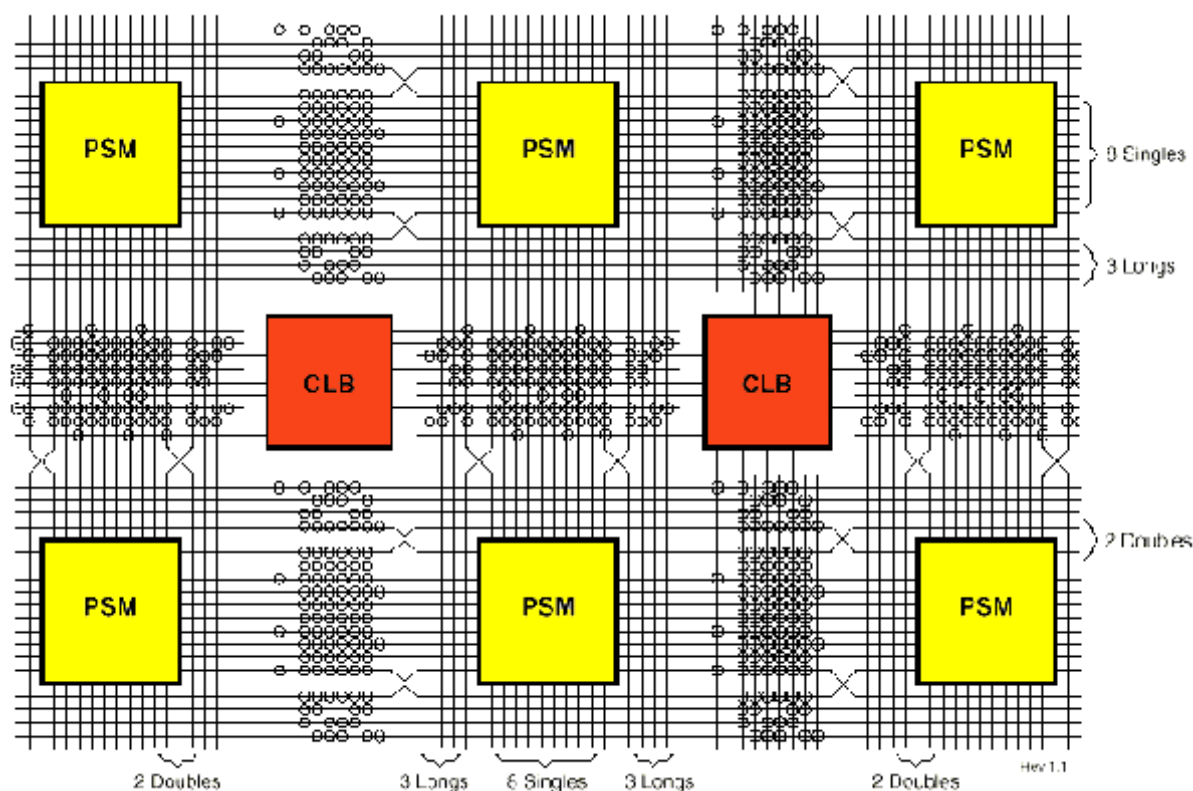 PSM PSM PSM
8 Singles
3 Longs
CLB CLB
2 Doubles
PSM PSM PSM
2 Doubles 3 Longs 8 Singles 3 Longs 2 Doubles
Rev 1.1